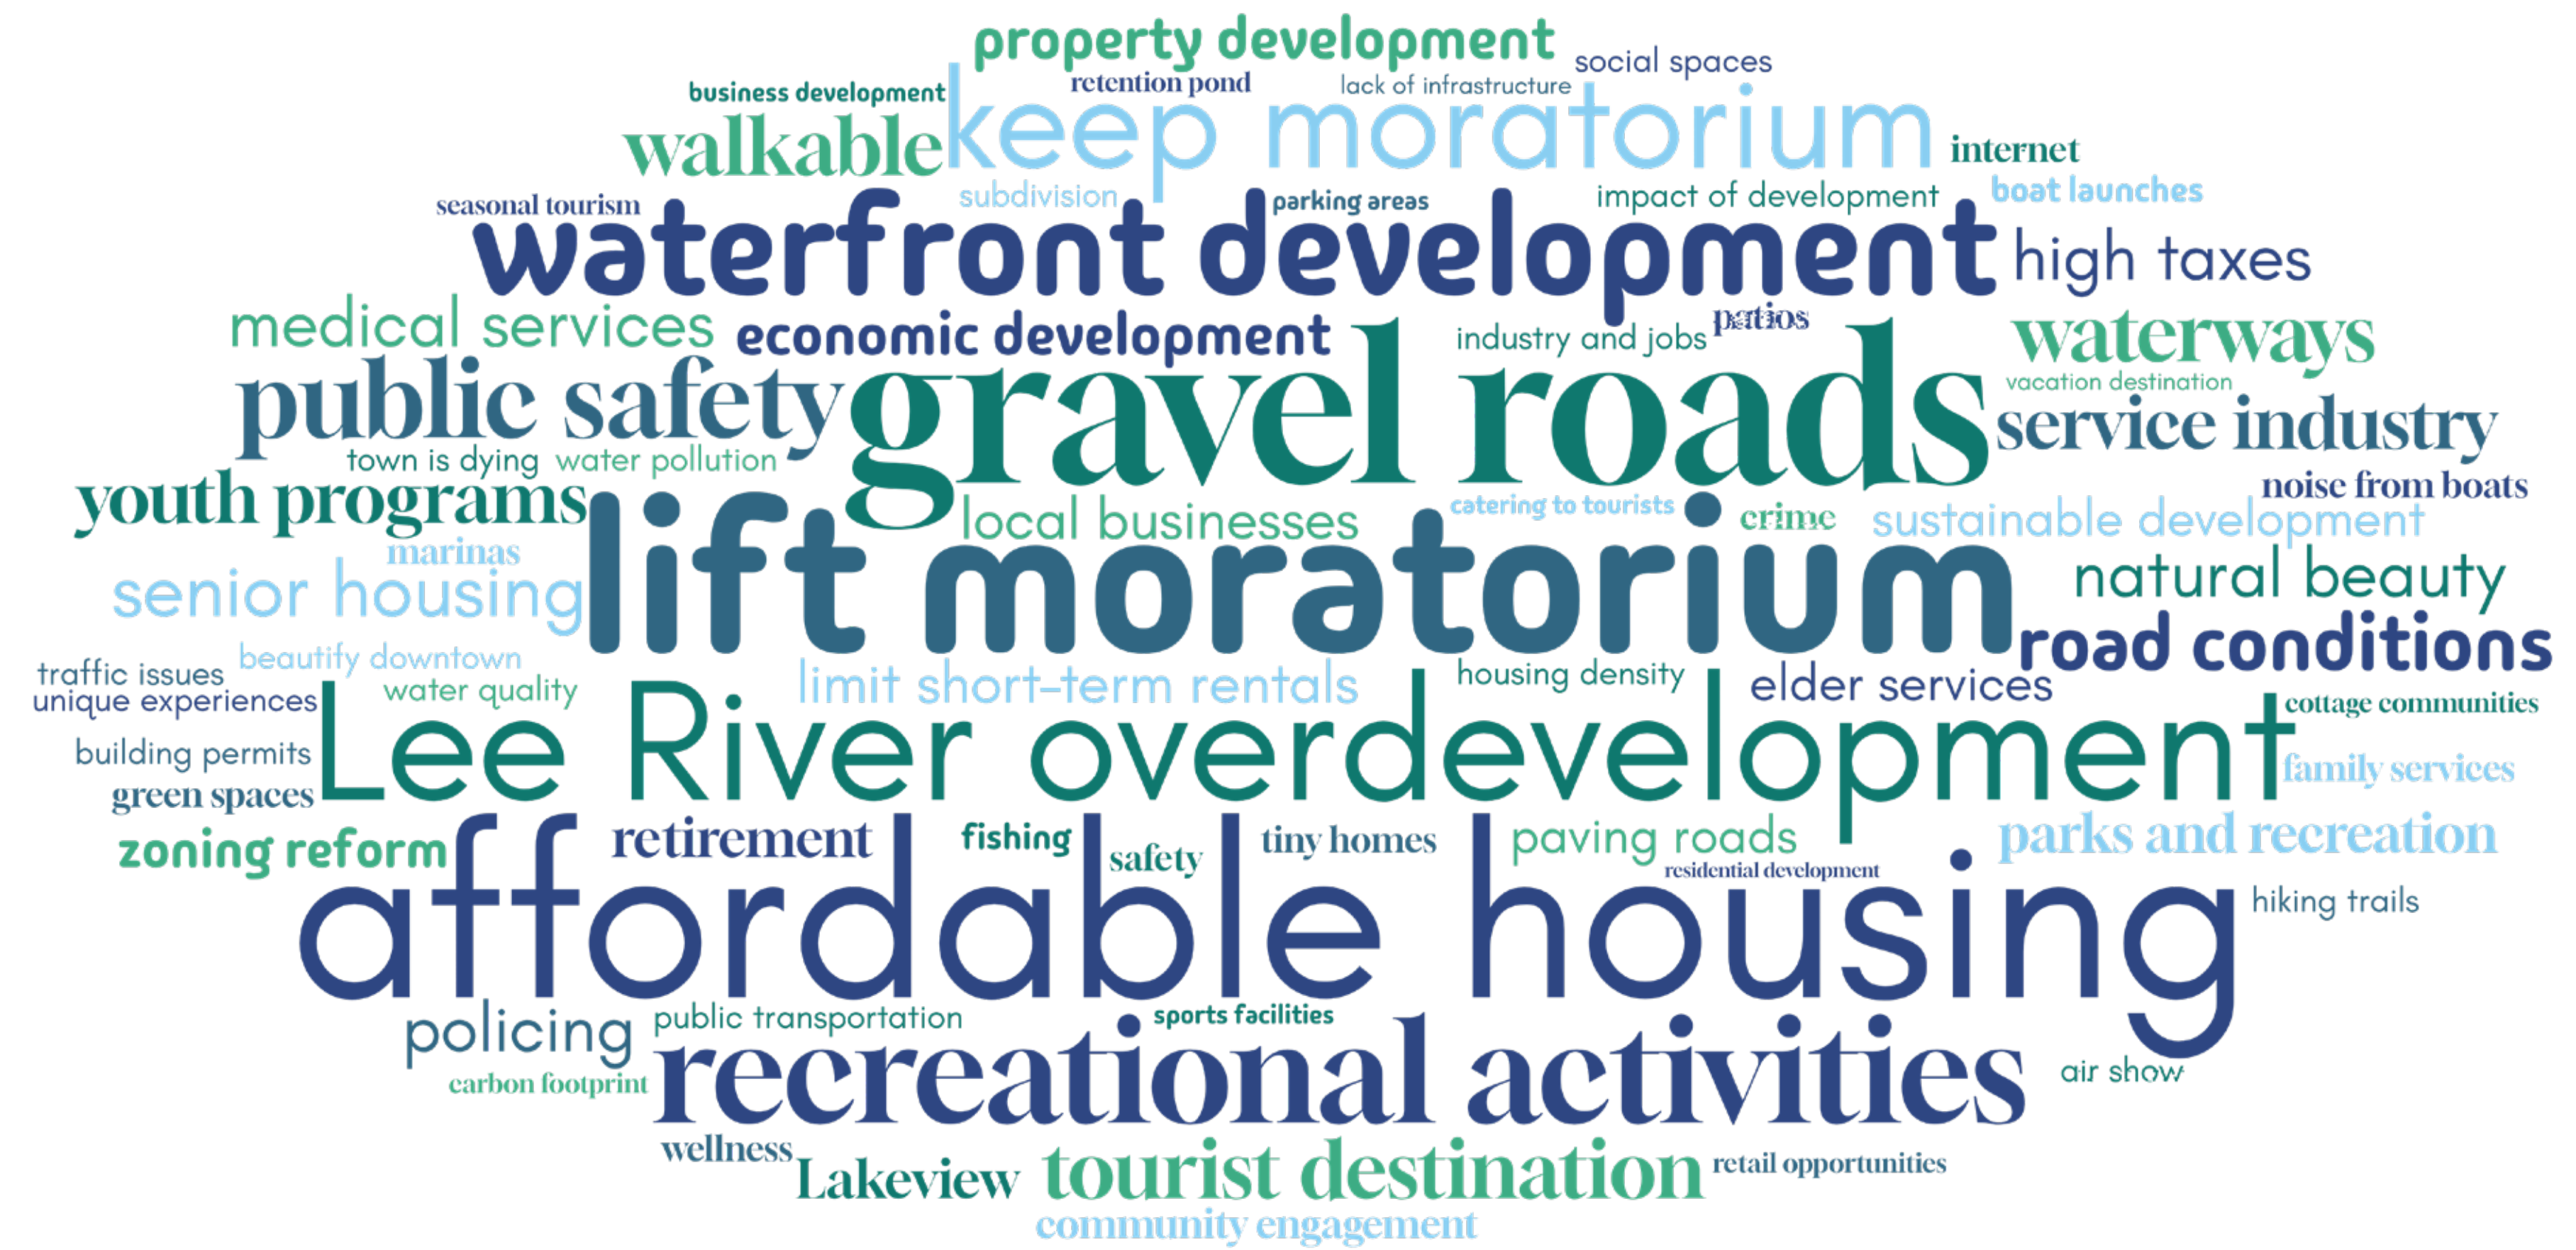 property development
social spaces
business development
retention pond
lack of infrastructure
walkable
keep moratorium
internet
seasonal tourism
subdivision
parking areas
impact of development
boat launches
waterfront development
high taxes
medical services
economic development
industry and jobs
patios
waterways
vacation destination
public safety
gravel roads
service industry
town is dying
water pollution
youth programs
noise from boats
local businesses
catering to tourists
crime
sustainable development
marinas
senior housing
lift moratorium
natural beauty
road conditions
traffic issues
beautify downtown
unique experiences
water quality
limit short-term rentals
housing density
elder services
cottage communities
building permits
Lee River overdevelopment
family services
green spaces
zoning reform
retirement
fishing
safety
tiny homes
paving roads
parks and recreation
residential development
affordable housing
hiking trails
policing
public transportation
sports facilities
carbon footprint
recreational activities
air show
wellness
Lakeview
tourist destination
retail opportunities
community engagement